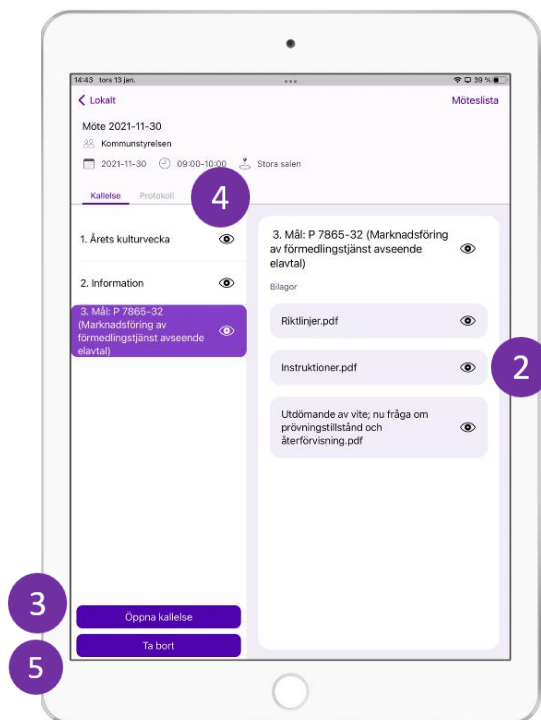 14:43 tors 13 jan.
39 %
Lokalt
Möteslista
Möte 2021-11-30
Kommunstyrelsen
2021-11-30 09:00-10:00 Stora salen
Kallelse Protokoll
4
1. Årets kulturvecka
2. Information
3. Mål: P 7865-32
(Marknadsföring av
förmedlingstjänst avseende
elavtal)
3. Mål: P 7865-32 (Marknadsföring
av förmedlingstjänst avseende
elavtal)
Bilagor
Riktlinjer.pdf
Instruktioner.pdf
2
Utdömande av vite; nu fråga om
prövningstillstånd och
återförvisning.pdf
3
Öppna kallelse
Ta bort
5